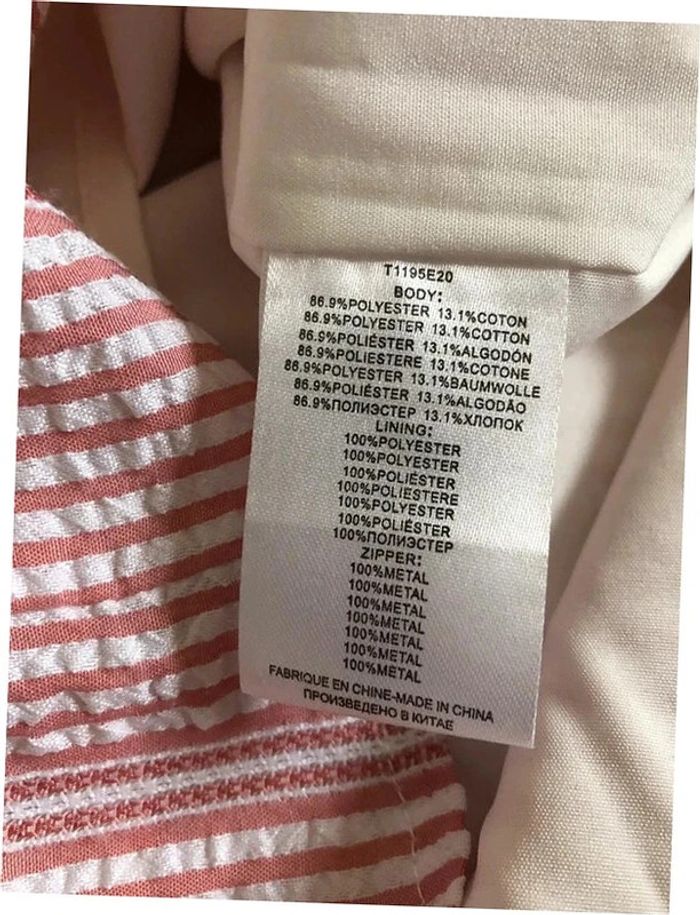 T1195E20
BODY:
86.9%POLYESTER 13.1%COTON
86.9%POLYESTER 13.1%COTTON
86.9%POLIÉSTER 13.1%ALGODÓN
86.9%POLIESTERE 13.1%COTONE
86.9%POLYESTER 13.1%BAUMWOLLE
86.9%POLIÉSTER 13.1%ALGODÃO
86.9%ПОЛИЭСТЕР 13.1%ХЛОПОК
LINING:
100%POLYESTER
100%POLYESTER
100%POLIÉSTER
100%POLIESTERE
100%POLYESTER
100%POLIÉSTER
100%ПОЛИЭСТЕР
ZIPPER:
100%METAL
100%METAL
100%METAL
100%METAL
100%METAL
100%METAL
100%METAL
FABRIQUE EN CHINE-MADE IN CHINA
ПРОИЗВЕДЕНО В КИТАЕ